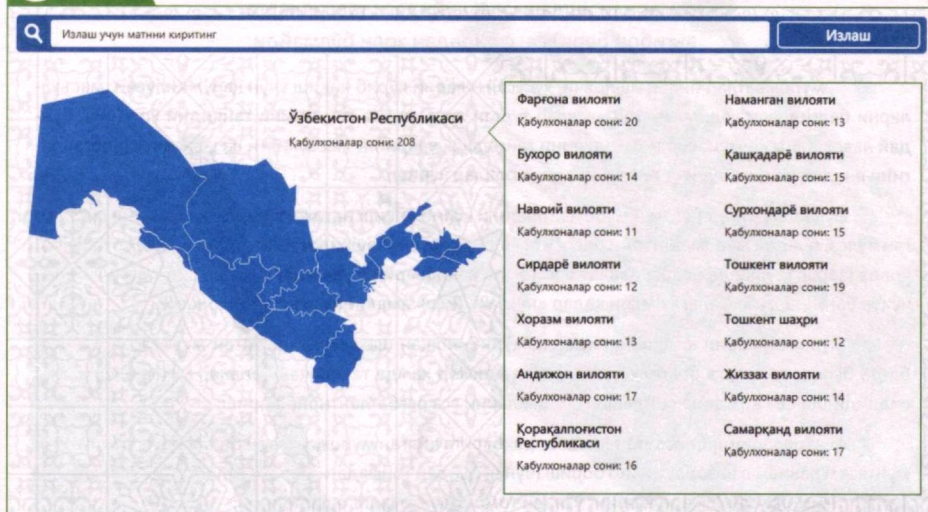 Излаш учун матнни киритинг
Излаш
Ўзбекистон Республикаси
Қабулхоналар сони: 208
Фарғона вилояти
Қабулхоналар сони: 20
Бухоро вилояти
Қабулхоналар сони: 14
Навоий вилояти
Қабулхоналар сони: 11
Сирдарё вилояти
Қабулхоналар сони: 12
Хоразм вилояти
Қабулхоналар сони: 13
Андижон вилояти
Қабулхоналар сони: 17
Қорақалпоғистон
Республикаси
Қабулхоналар сони: 16
Наманган вилояти
Қабулхоналар сони: 13
Қашқадарё вилояти
Қабулхоналар сони: 15
Сурхондарё вилояти
Қабулхоналар сони: 15
Тошкент вилояти
Қабулхоналар сони: 19
Тошкент шаҳри
Қабулхоналар сони: 12
Жиззах вилояти
Қабулхоналар сони: 14
Самарқанд вилояти
Қабулхоналар сони: 17